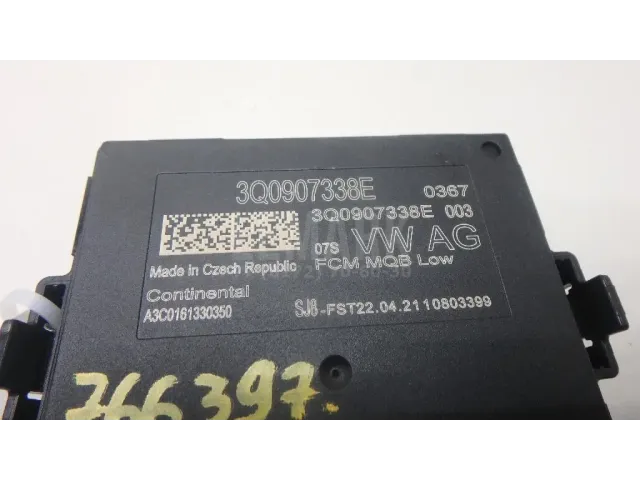 3Q0907338E 0367
3Q0907338E 003
07S VW AG
Made in Czech Republic FCM MQB Low
Continental
A3C0161330350 SJ6-FST22.04.2110803399
766397.